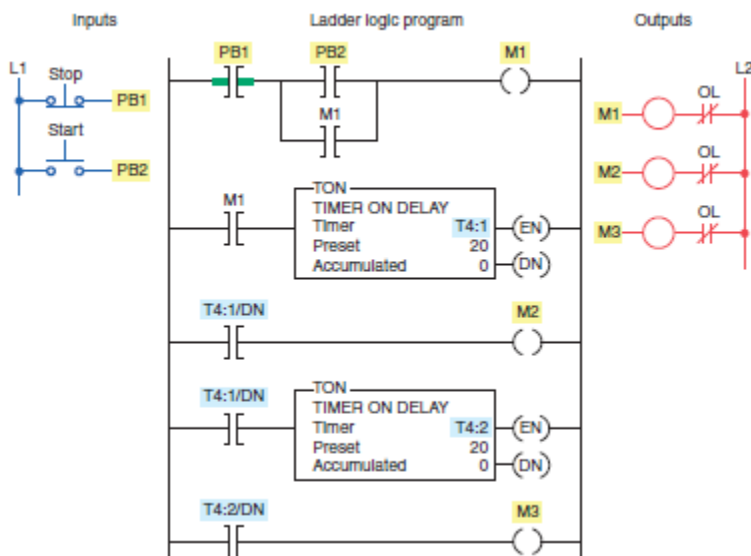 Inputs
Ladder logic program
Outputs
L1
Stop
PB1
Start
PB2
PB1
PB2
M1
M1
M1
TON
TIMER ON DELAY
Timer T4:1
Preset 20
Accumulated 0
EN
DN
T4:1/DN
M2
T4:1/DN
TON
TIMER ON DELAY
Timer T4:2
Preset 20
Accumulated 0
EN
DN
T4:2/DN
M3
L2
OL
M1
OL
M2
OL
M3